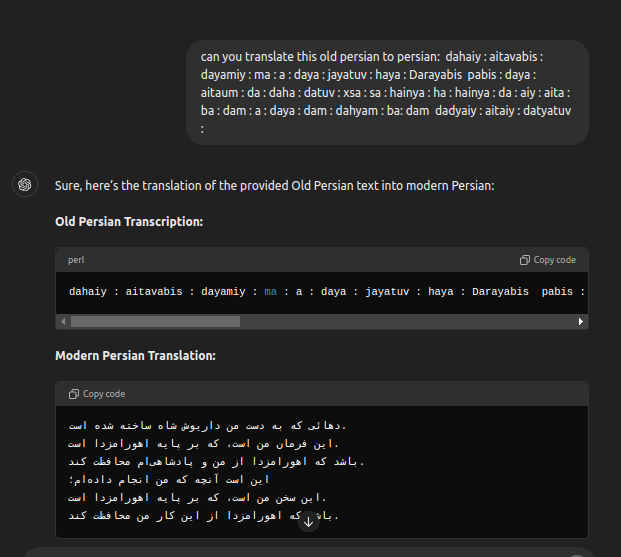 can you translate this old persian to persian:  dahaiy : aitavabis :
dayamiy : ma : a : daya : jayatuv : haya : Darayabis  pabis : daya :
aitaum : da : daha : datuv : xsa : sa : hainya : ha : hainya : da : aiy : aita :
ba : dam : a : daya : dam : dahyam : ba: dam  dadyaiy : aitaiy : datyatuv
:
Sure, here's the translation of the provided Old Persian text into modern Persian:
Old Persian Transcription:
perl
Copy code
dahaiy : aitavabis : dayamiy : ma : a : daya : jayatuv : haya : Darayabis  pabis :
Modern Persian Translation:
Copy code
دهائی که به دست من داریوش شاه ساخته شده است.
این فرمان من است، که بر پایه اهورامزدا است.
باشد که اهورامزدا از من و پادشاهی‌ام محافظت کند.
این است آنچه که من انجام داده‌ام؛
این سخن من است، که بر پایه اهورامزدا است.
که اهورامزدا از این کار من محافظت کند.